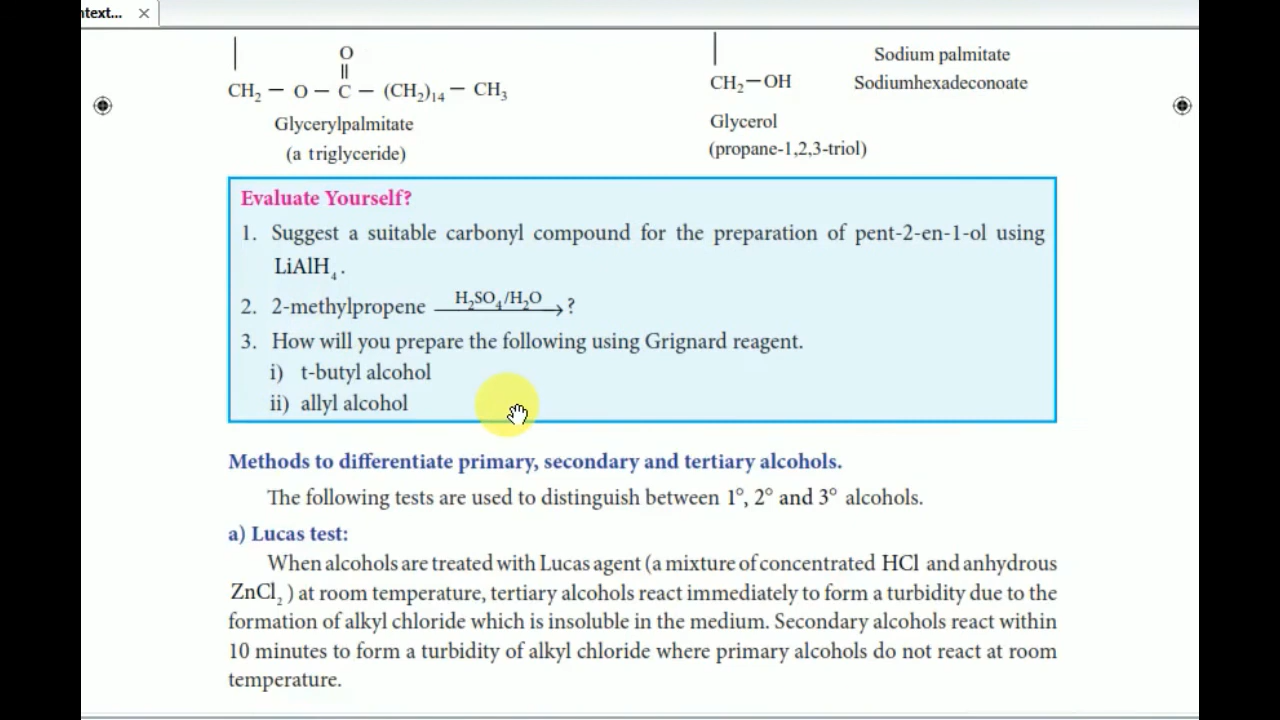 ntext...
O
||
CH₂ — O — C — (CH₂)₁₄ — CH₃
Glycerylpalmitate
(a triglyceride)
CH₂—OH
Glycerol
(propane-1,2,3-triol)
Sodium palmitate
Sodiumhexadeconoate
Evaluate Yourself?
1. Suggest a suitable carbonyl compound for the preparation of pent-2-en-1-ol using
LiAlH₄.
2. 2-methylpropene H₂SO₄/H₂O → ?
3. How will you prepare the following using Grignard reagent.
i) t-butyl alcohol
ii) allyl alcohol
Methods to differentiate primary, secondary and tertiary alcohols.
The following tests are used to distinguish between 1°, 2° and 3° alcohols.
a) Lucas test:
When alcohols are treated with Lucas agent (a mixture of concentrated HCl and anhydrous
ZnCl₂ ) at room temperature, tertiary alcohols react immediately to form a turbidity due to the
formation of alkyl chloride which is insoluble in the medium. Secondary alcohols react within
10 minutes to form a turbidity of alkyl chloride where primary alcohols do not react at room
temperature.